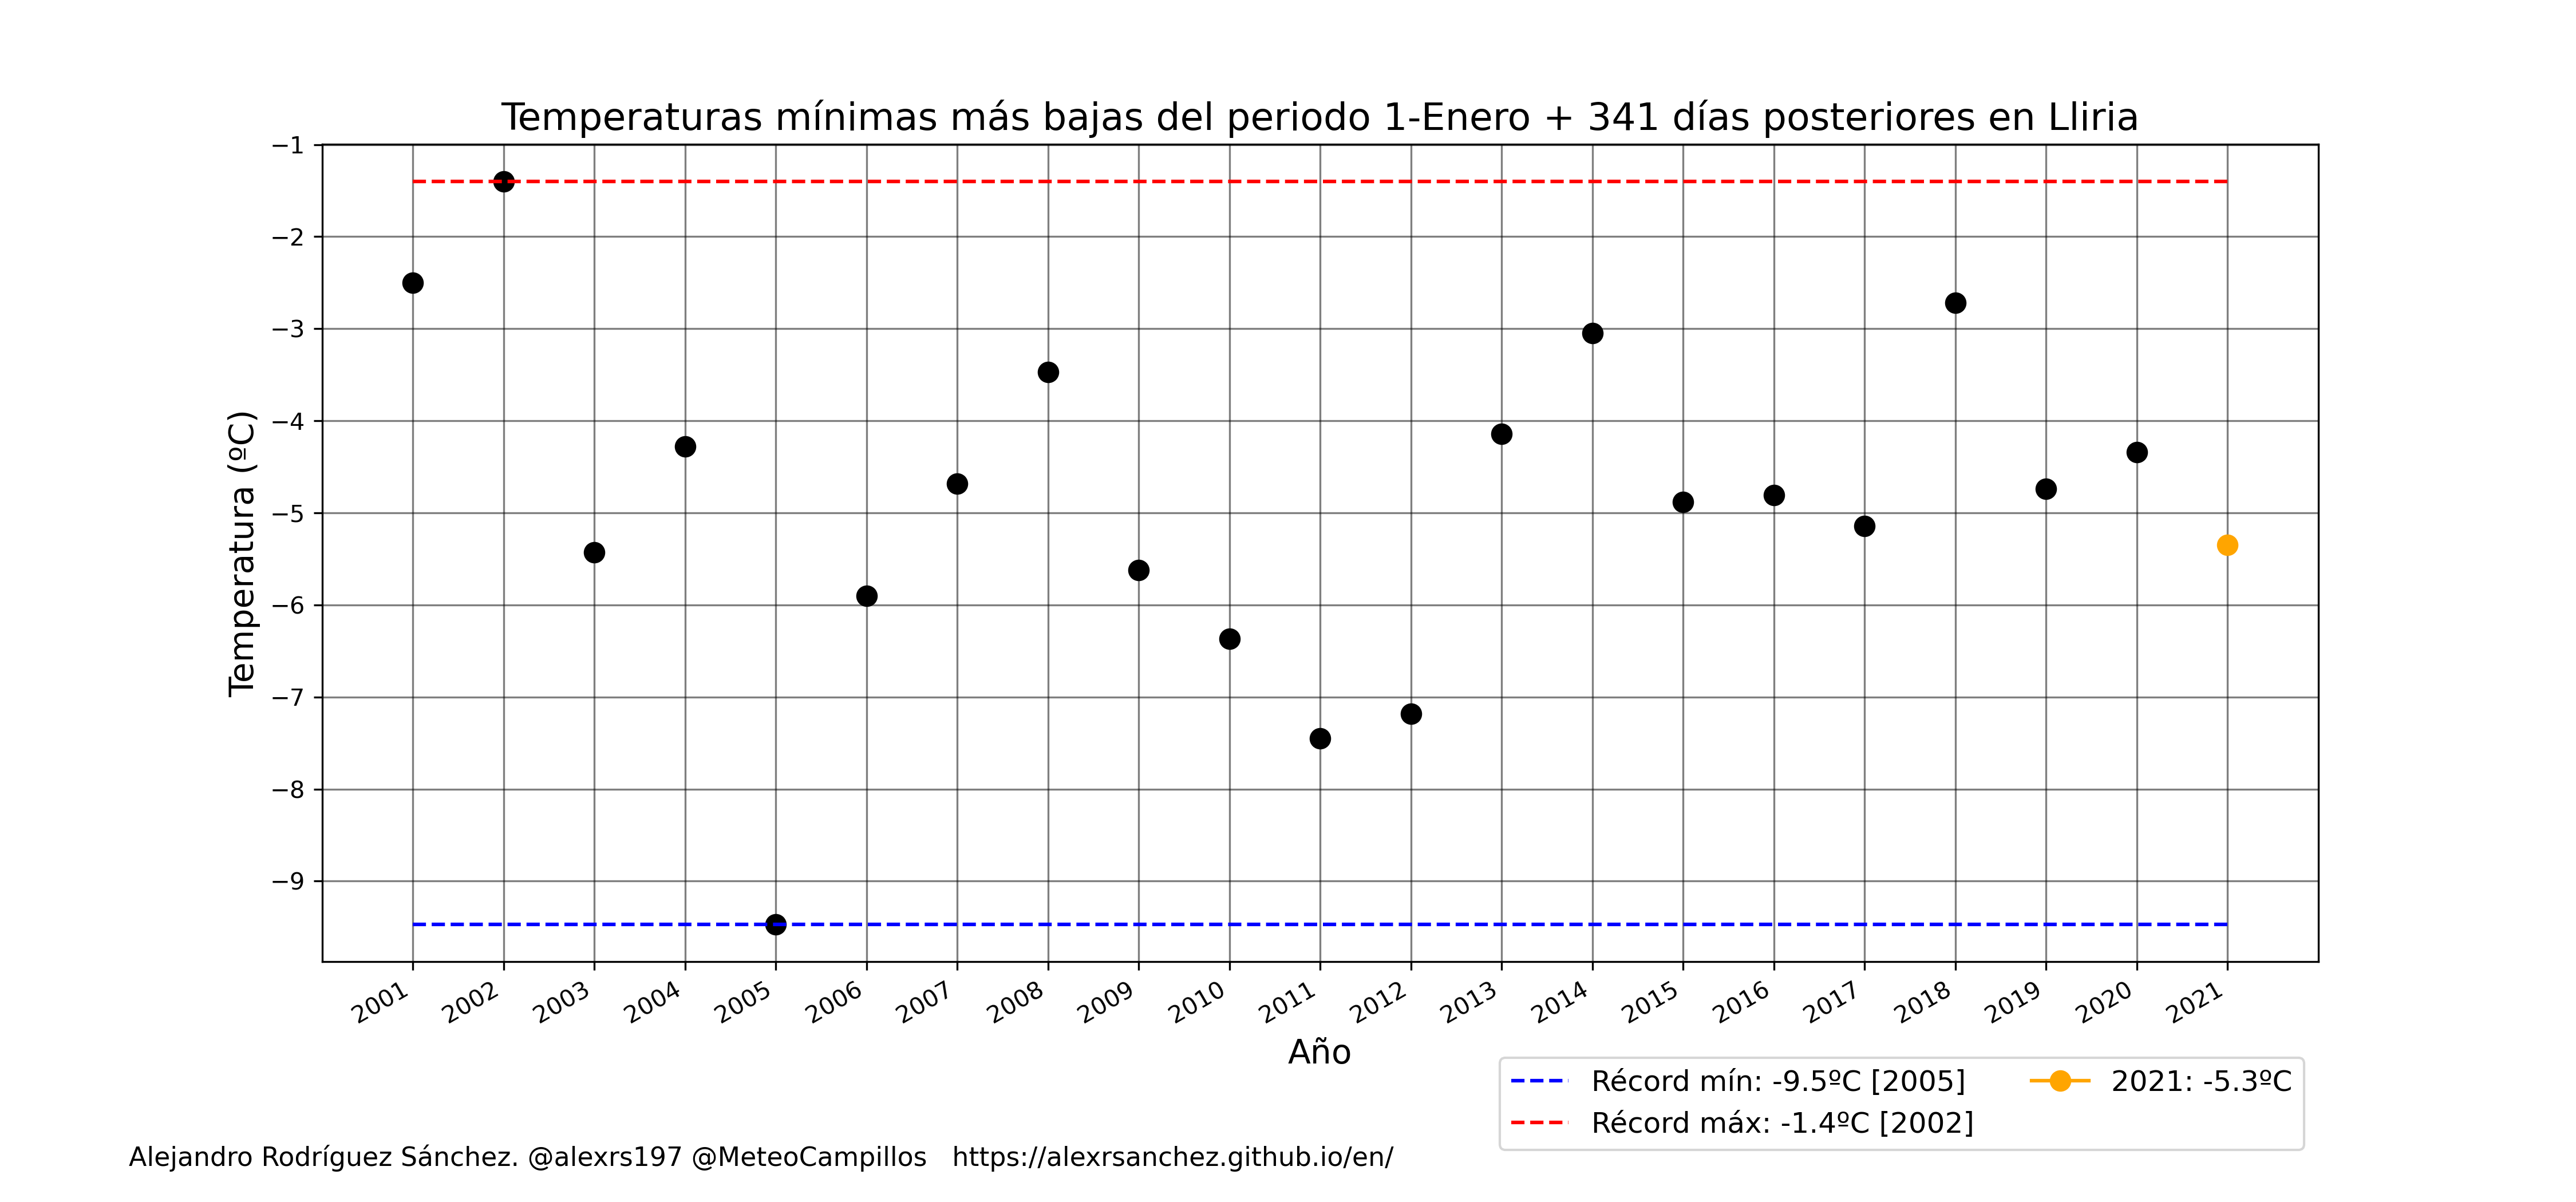 Temperaturas mínimas más bajas del periodo 1-Enero + 341 días posteriores en Lliria
Temperatura (ºC)
−1
−2
−3
−4
−5
−6
−7
−8
−9
2001 2002 2003 2004 2005 2006 2007 2008 2009 2010 2011 2012 2013 2014 2015 2016 2017 2018 2019 2020 2021
Año
Récord mín: -9.5ºC [2005]
Récord máx: -1.4ºC [2002]
2021: -5.3ºC
Alejandro Rodríguez Sánchez. @alexrs197 @MeteoCampillos https://alexrsanchez.github.io/en/